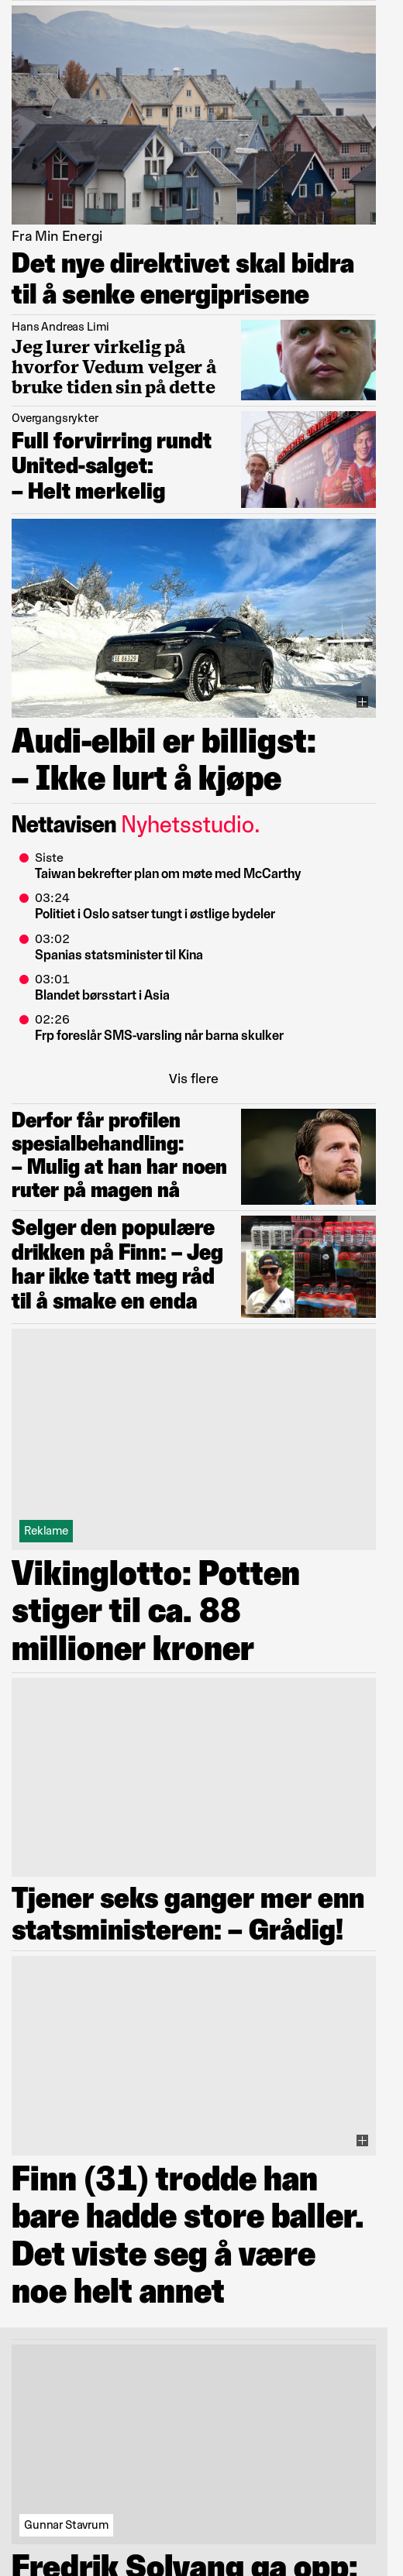 Fra Min Energi
Det nye direktivet skal bidra
til å senke energiprisene
Hans Andreas Limi
Jeg lurer virkelig på
hvorfor Vedum velger å
bruke tiden sin på dette
Overgangsrykter
Full forvirring rundt
United-salget:
– Helt merkelig
Audi-elbil er billigst:
– Ikke lurt å kjøpe
Nettavisen Nyhetsstudio.
Siste
Taiwan bekrefter plan om møte med McCarthy
03:24
Politiet i Oslo satser tungt i østlige bydeler
03:02
Spanias statsminister til Kina
03:01
Blandet børsstart i Asia
02:26
Frp foreslår SMS-varsling når barna skulker
Vis flere
Derfor får profilen
spesialbehandling:
– Mulig at han har noen
ruter på magen nå
Selger den populære
drikken på Finn: – Jeg
har ikke tatt meg råd
til å smake en enda
Reklame
Vikinglotto: Potten
stiger til ca. 88
millioner kroner
Tjener seks ganger mer enn
statsministeren: – Grådig!
Finn (31) trodde han
bare hadde store baller.
Det viste seg å være
noe helt annet
Gunnar Stavrum
Fredrik Solvang ga opp: